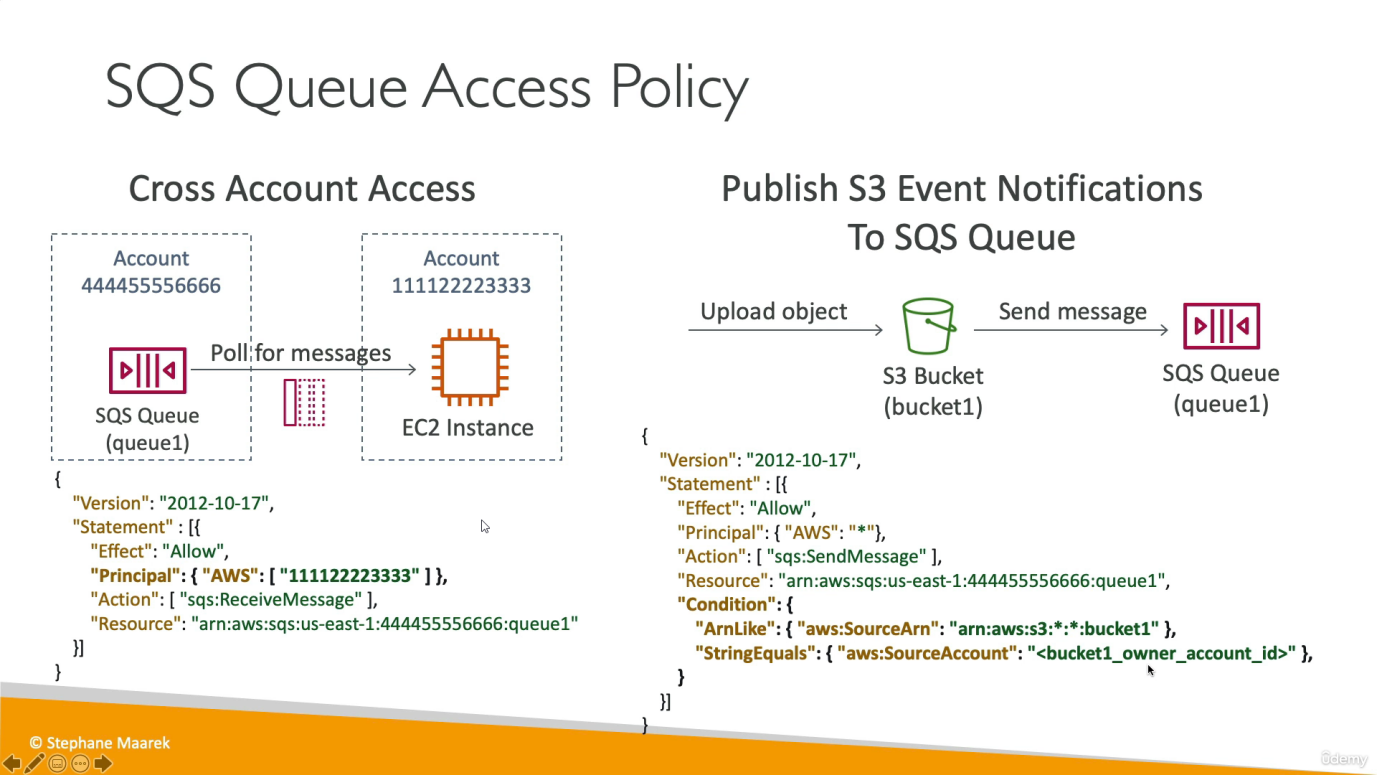 SQS Queue Access Policy
Cross Account Access
Account
444455556666
Account
111122223333
Poll for messages
SQS Queue
(queue1)
EC2 Instance
{
"Version": "2012-10-17",
"Statement" : [{
"Effect": "Allow",
"Principal": { "AWS": [ "111122223333" ] },
"Action": [ "sqs:ReceiveMessage" ],
"Resource": "arn:aws:sqs:us-east-1:444455556666:queue1"
}]
}
Publish S3 Event Notifications
To SQS Queue
Upload object
Send message
S3 Bucket
(bucket1)
SQS Queue
(queue1)
{
"Version": "2012-10-17",
"Statement" : [{
"Effect": "Allow",
"Principal": { "AWS": "*"},
"Action": [ "sqs:SendMessage" ],
"Resource": "arn:aws:sqs:us-east-1:444455556666:queue1",
"Condition": {
"ArnLike": { "aws:SourceArn": "arn:aws:s3:*:*:bucket1" },
"StringEquals": { "aws:SourceAccount": "<bucket1_owner_account_id>" },
}
}]
}
© Stephane Maarek
ûdemy